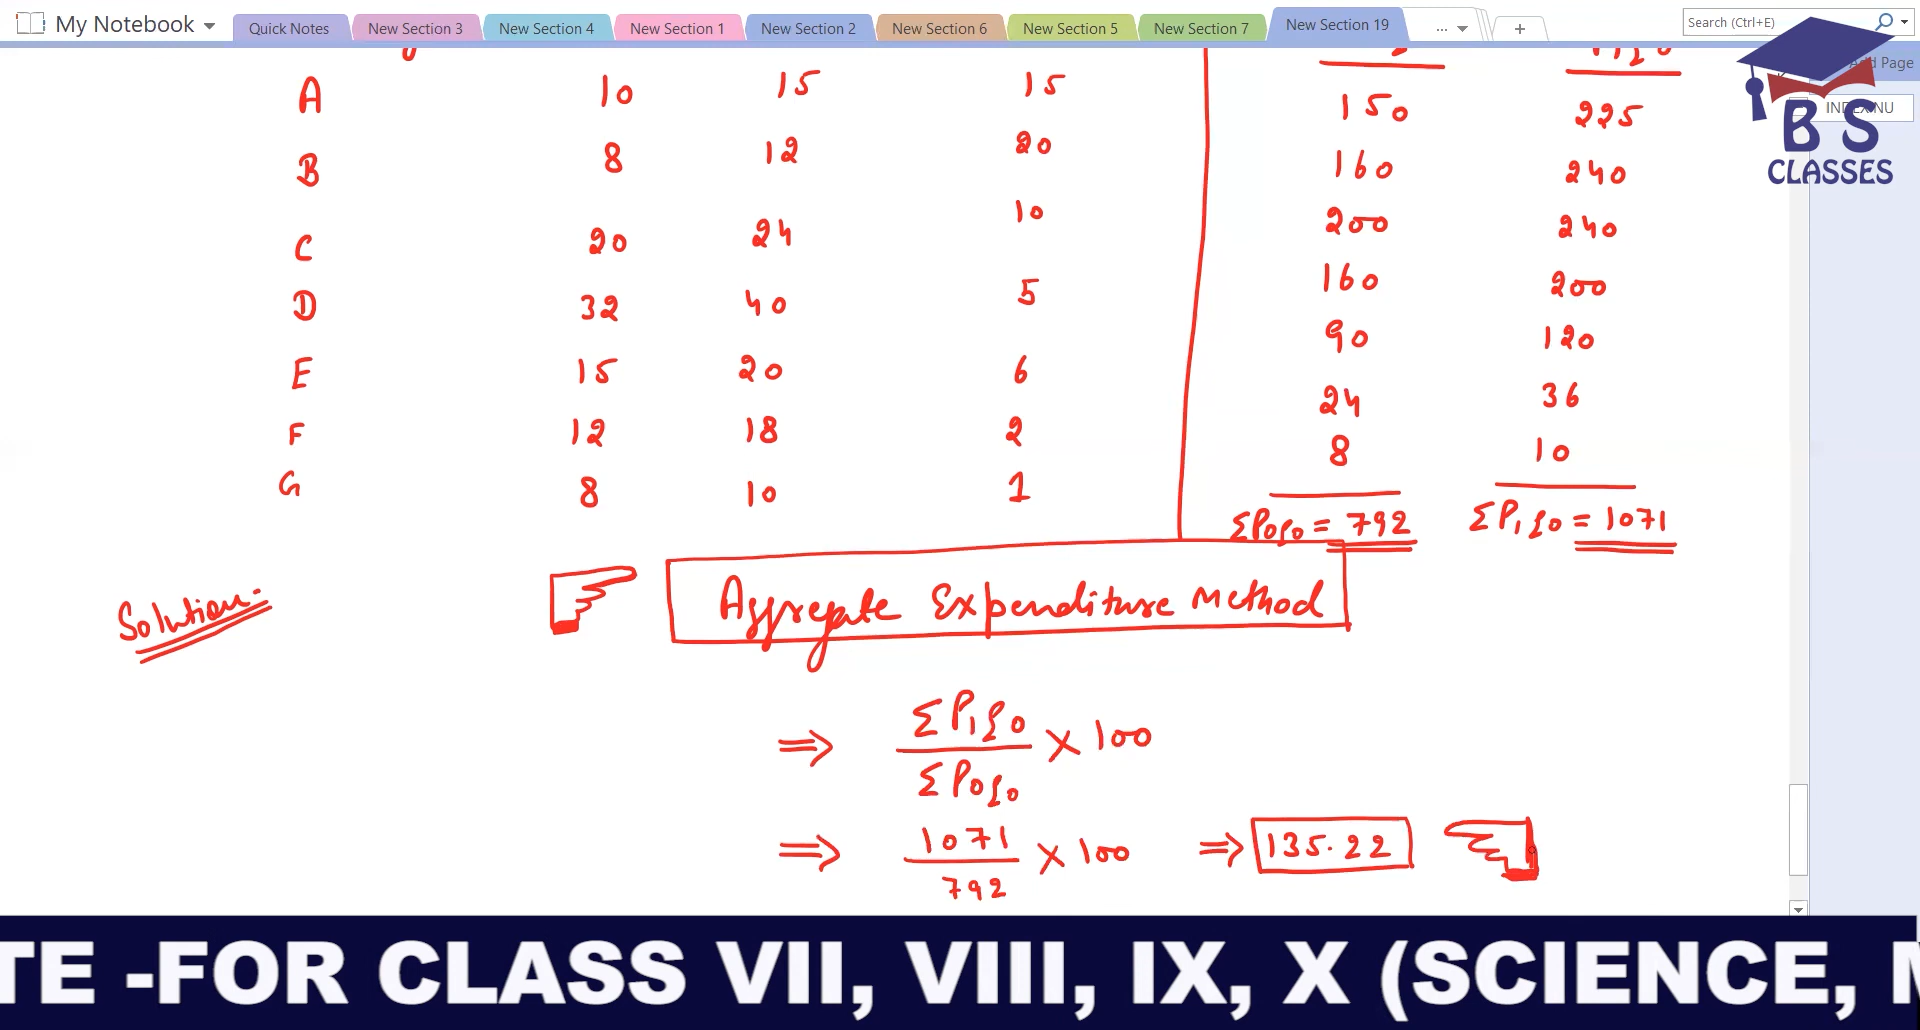 My Notebook Quick Notes New Section 3 New Section 4 New Section 1 New Section 2 New Section 6 New Section 5 New Section 7 New Section 19 ... + Search (Ctrl+E)
Add Page
INDEX NU
B S
CLASSES
A 10 15 15 150 225
B 8 12 20 160 240
C 20 24 10 200 240
D 32 40 5 160 200
E 15 20 6 90 120
F 12 18 2 24 36
G 8 10 1 8 10
ΣP0q0 = 792 ΣP1q0 = 1071
Solution:-
Aggregate Expenditure Method
⇒ ΣP1q0 / ΣP0q0 × 100
⇒ 1071 / 792 × 100 ⇒ 135.22
TE -FOR CLASS VII, VIII, IX, X (SCIENCE,